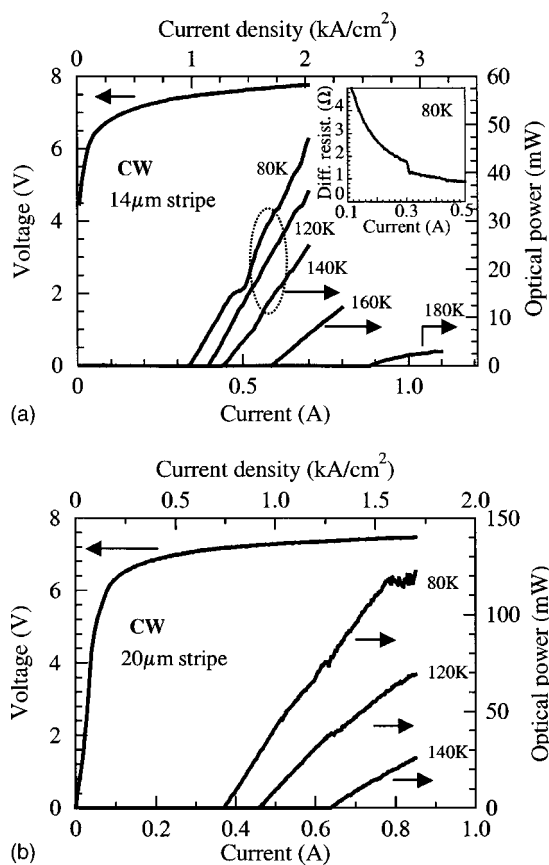 Current density (kA/cm2)
0 1 2 3
8 60
6 50
4 40
2 30
0 20
10
0
Voltage (V)
Optical power (mW)
CW
14μm stripe
80K
120K
140K
160K
180K
Diff. resist. (Ω)
4
3
2
1
0
80K
0.1 0.3 0.5
Current (A)
0 0.5 1.0
(a)
Current (A)
Current density (kA/cm2)
0 0.5 1.0 1.5 2.0
8 150
6 100
4 50
2 0
0
Voltage (V)
Optical power (mW)
CW
20μm stripe
80K
120K
140K
0 0.2 0.4 0.6 0.8 1.0
(b)
Current (A)